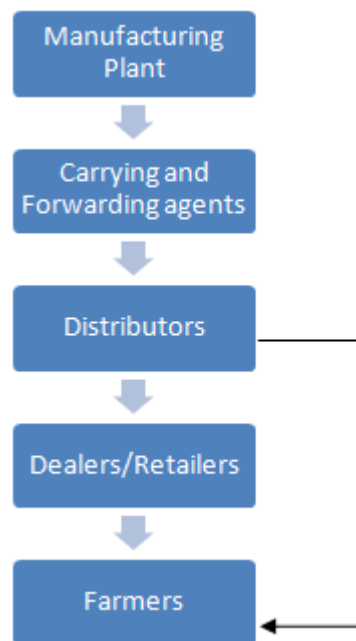 Manufacturing
Plant
Carrying and
Forwarding agents
Distributors
Dealers/Retailers
Farmers